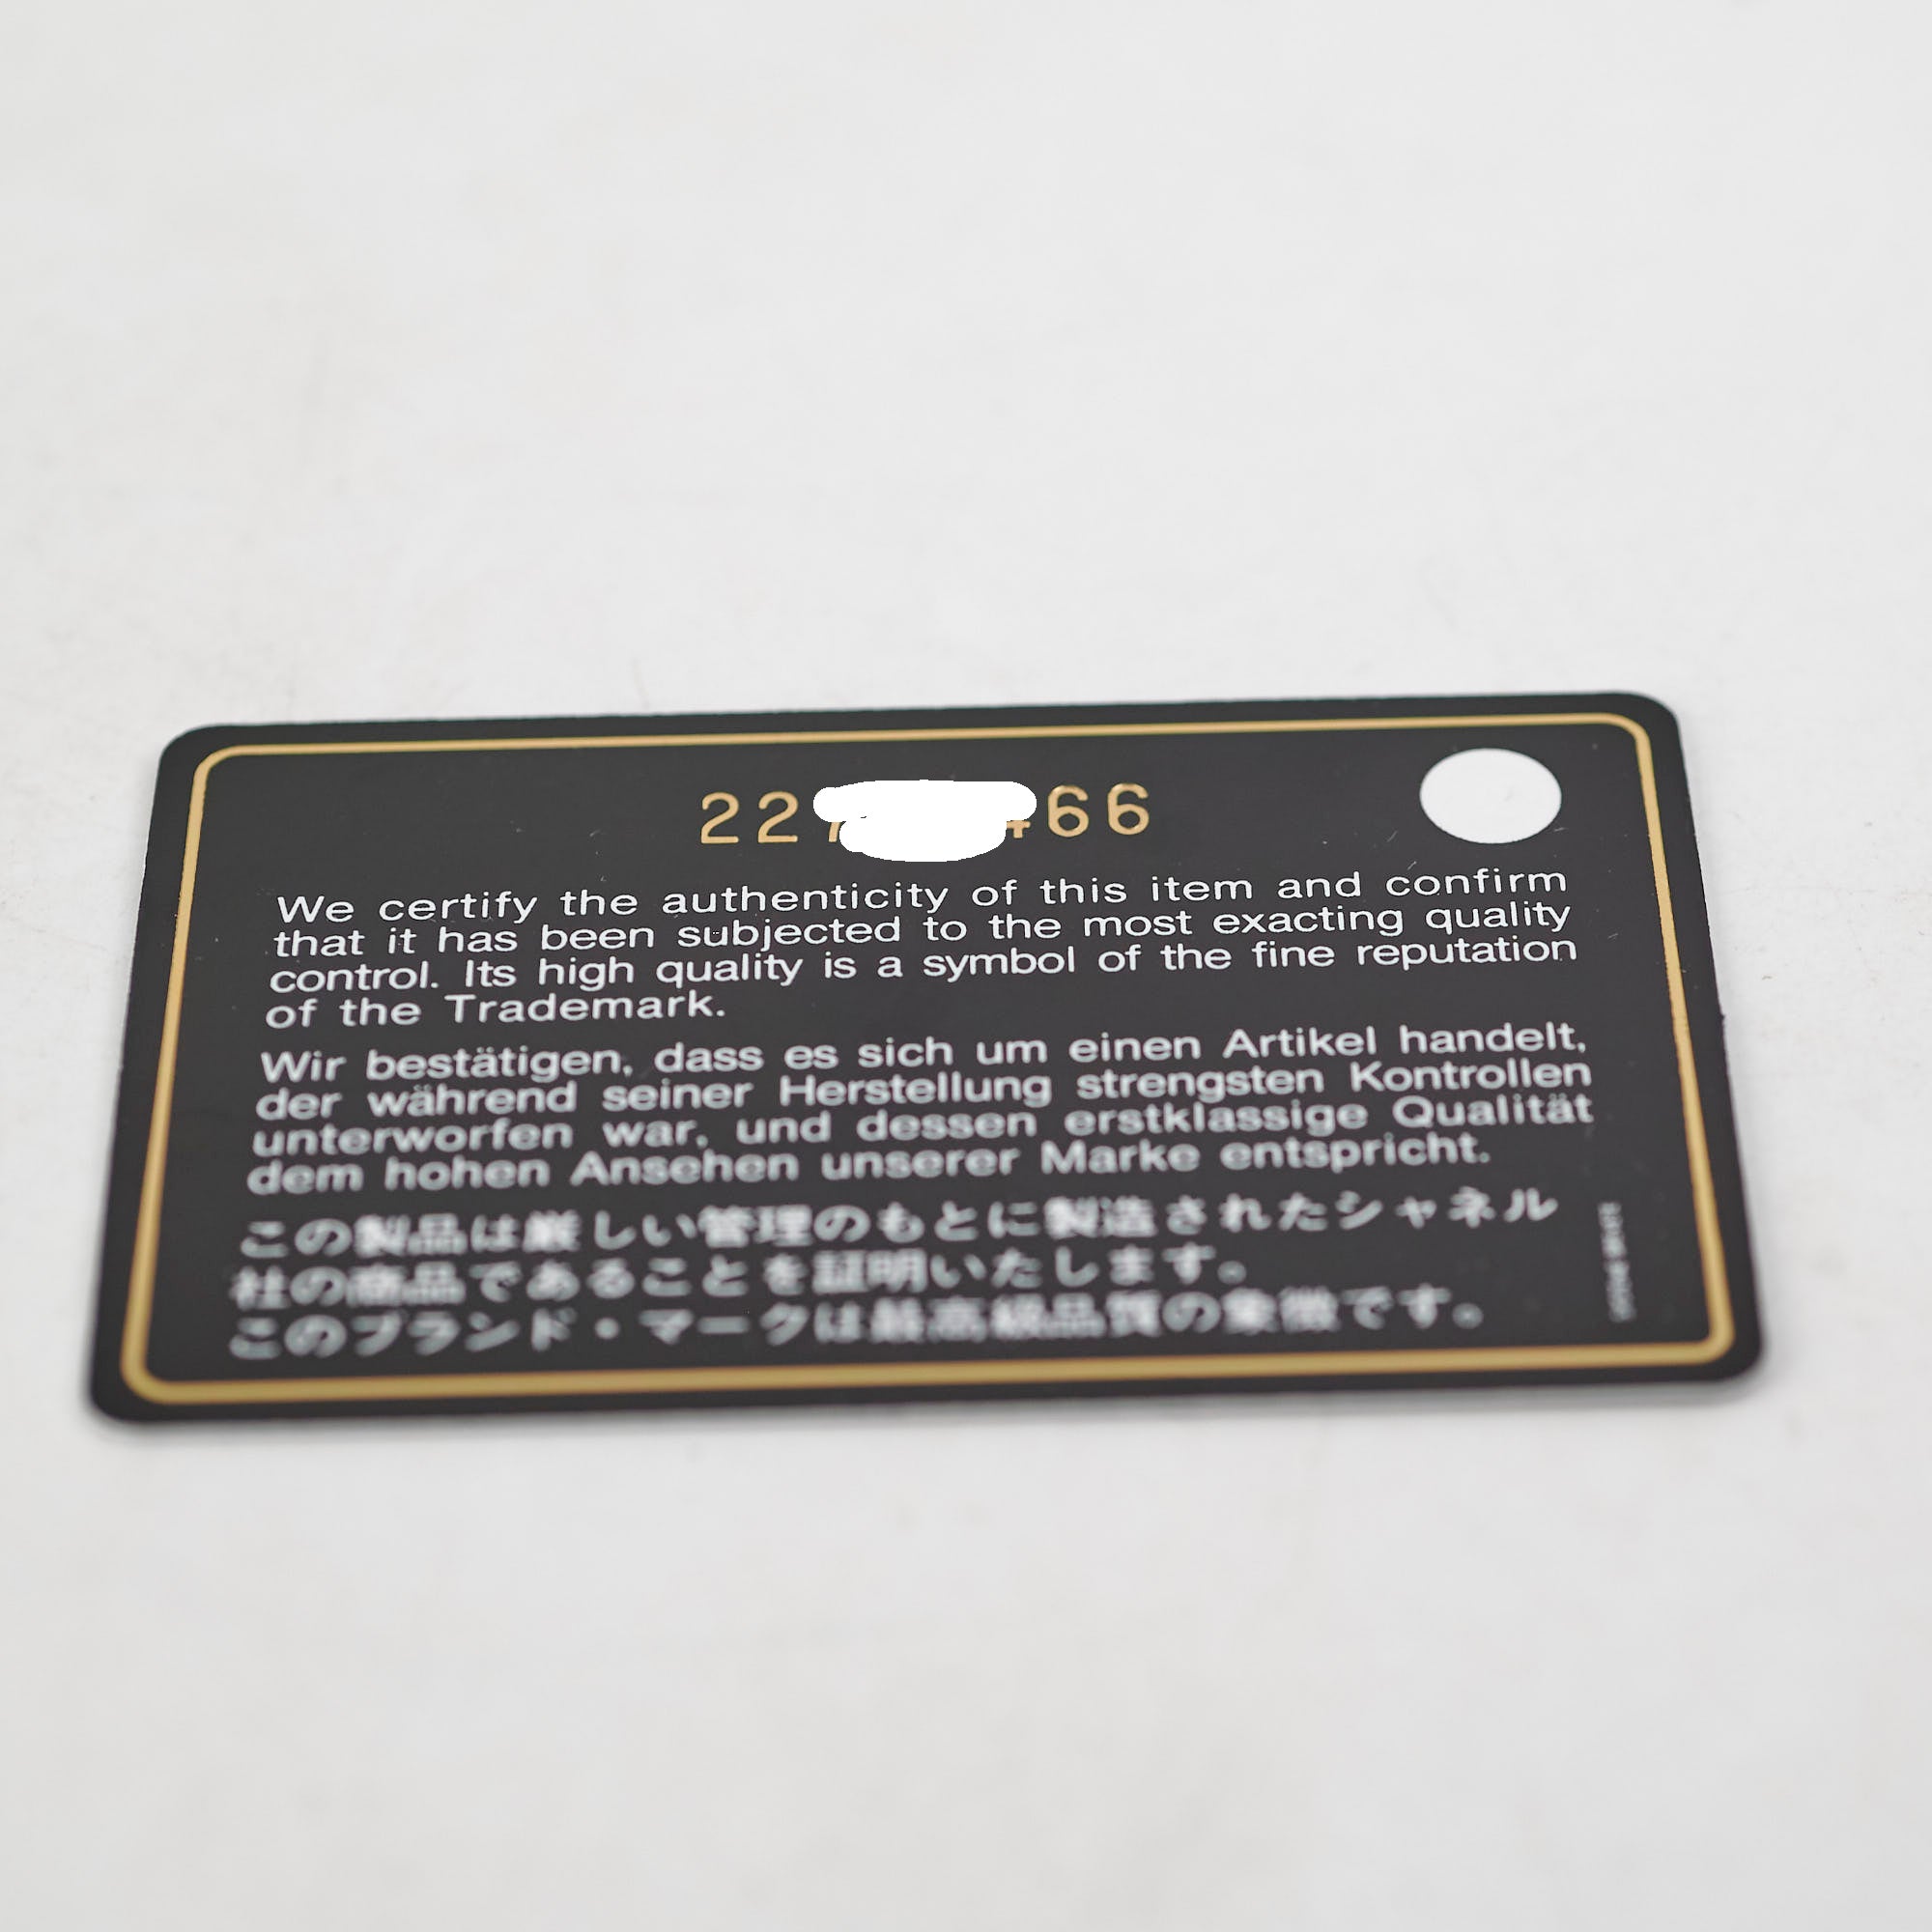 22 66
We certify the authenticity of this item and confirm
that it has been subjected to the most exacting quality
control. Its high quality is a symbol of the fine reputation
of the Trademark.
Wir bestätigen, dass es sich um einen Artikel handelt,
der während seiner Herstellung strengsten Kontrollen
unterworfen war, und dessen erstklassige Qualität
dem hohen Ansehen unserer Marke entspricht.
この製品は厳しい管理のもとに製造されたシャネル
社の商品であることを証明いたします。
このブランド・マークは最高級品質の象徴です。